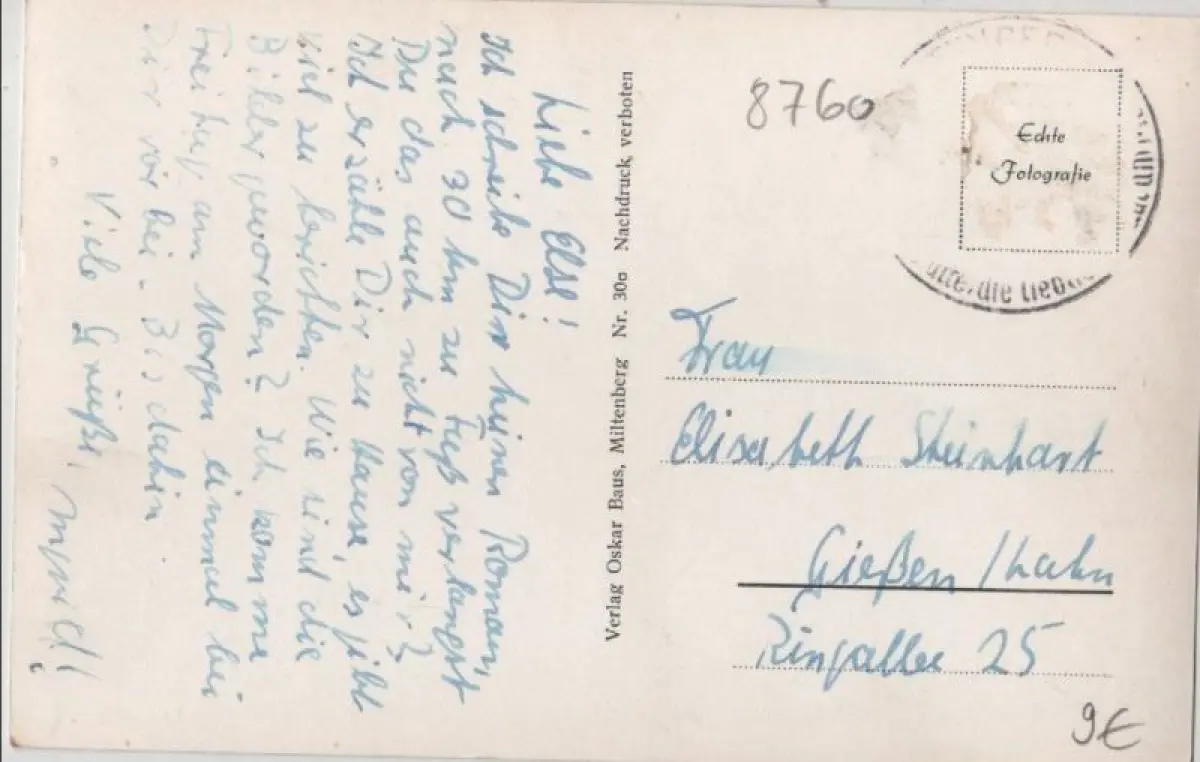 Liebe Else!
Ich schreibe Dir keinen Roman,
nach 30 km zu Fuß verlangst
Du das auch nicht von mir?
Ich erzähle Dir zu Hause, es gibt
viel zu berichten. Wie sind die
Bilder geworden? Ich komme
Freitag am Morgen einmal bei
Dir vorbei. Bis dahin
Viele Grüße,
Verlag Oskar Baus, Miltenberg Nr. 30a Nachdruck verboten
8760
Echte
Fotografie
die
Frau
Elisabeth Steinhart
Gießen/Lahn
Ringallee 25
9€